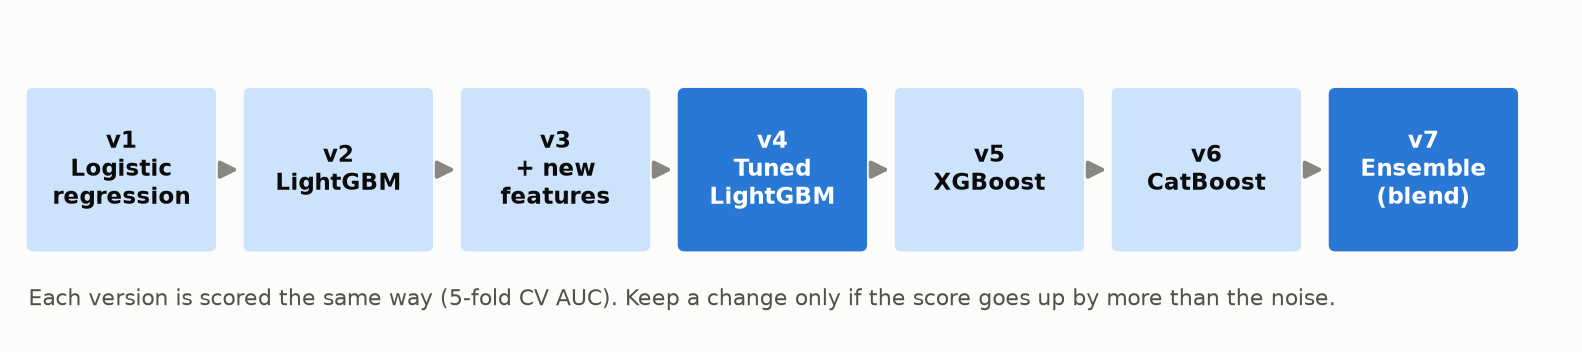 v1
Logistic
regression
v2
LightGBM
v3
+ new
features
v4
Tuned
LightGBM
v5
XGBoost
v6
CatBoost
v7
Ensemble
(blend)
Each version is scored the same way (5-fold CV AUC). Keep a change only if the score goes up by more than the noise.